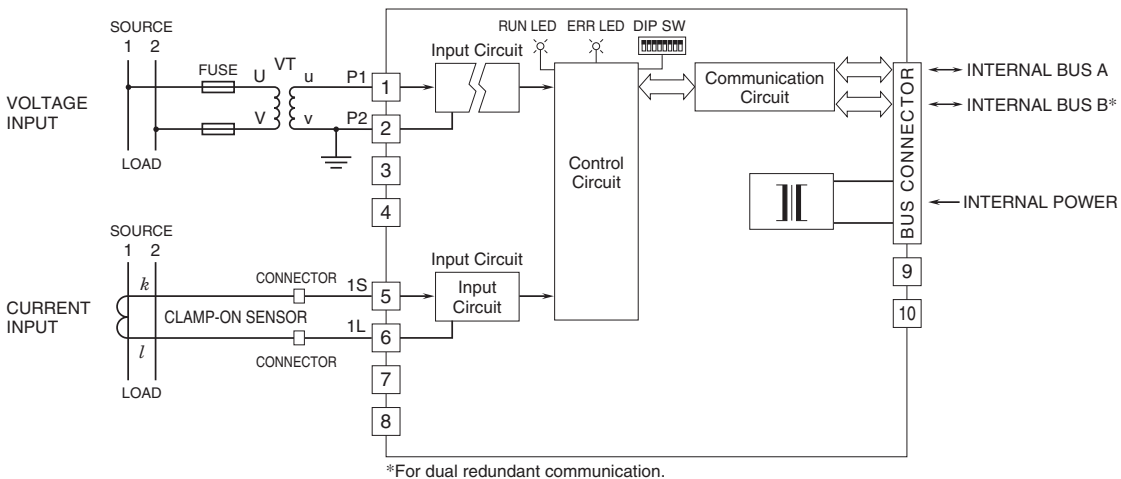 SOURCE
1 2
VOLTAGE
INPUT
FUSE
U VT u
V v
LOAD
P1
P2
1
2
3
4
Input Circuit
RUN LED ERR LED DIP SW
Control
Circuit
Communication
Circuit
BUS CONNECTOR
INTERNAL BUS A
INTERNAL BUS B*
INTERNAL POWER
9
10
SOURCE
1 2
CURRENT
INPUT
k
l
LOAD
CONNECTOR
CLAMP-ON SENSOR
CONNECTOR
1S
1L
5
6
7
8
Input Circuit
Input
Circuit
*For dual redundant communication.